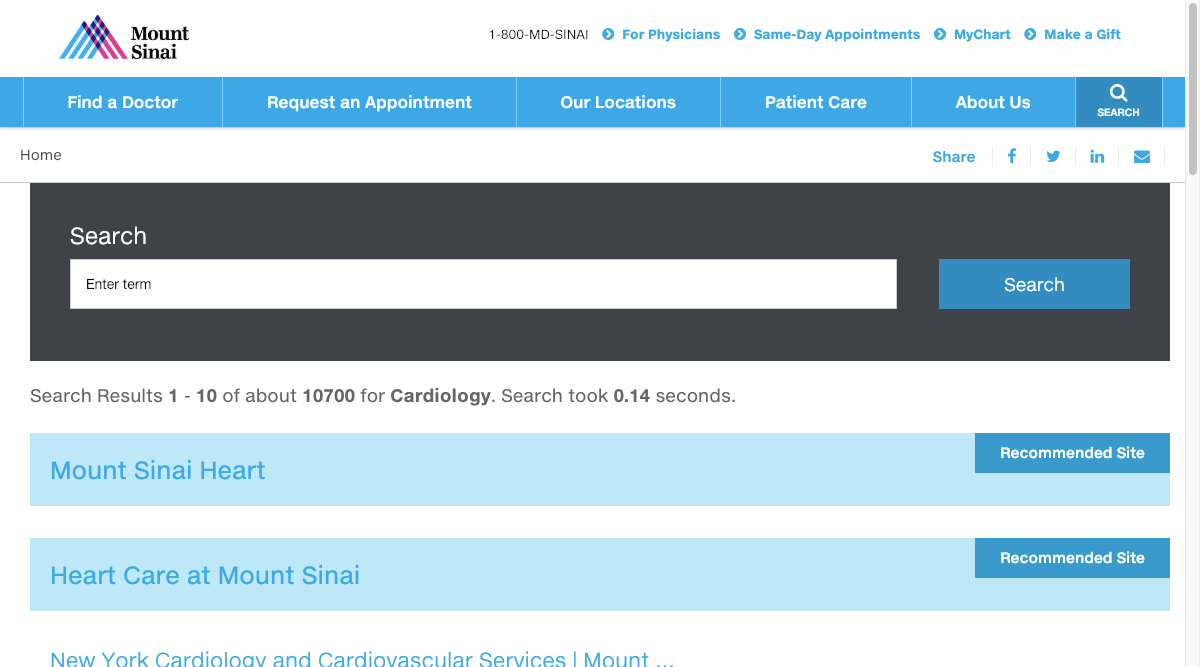 Mount
Sinai
1-800-MD-SINAI For Physicians Same-Day Appointments MyChart Make a Gift
Find a Doctor Request an Appointment Our Locations Patient Care About Us SEARCH
Home Share
Search
Enter term Search
Search Results 1 - 10 of about 10700 for Cardiology. Search took 0.14 seconds.
Recommended Site
Mount Sinai Heart
Recommended Site
Heart Care at Mount Sinai
New York Cardiology and Cardiovascular Services | Mount ...